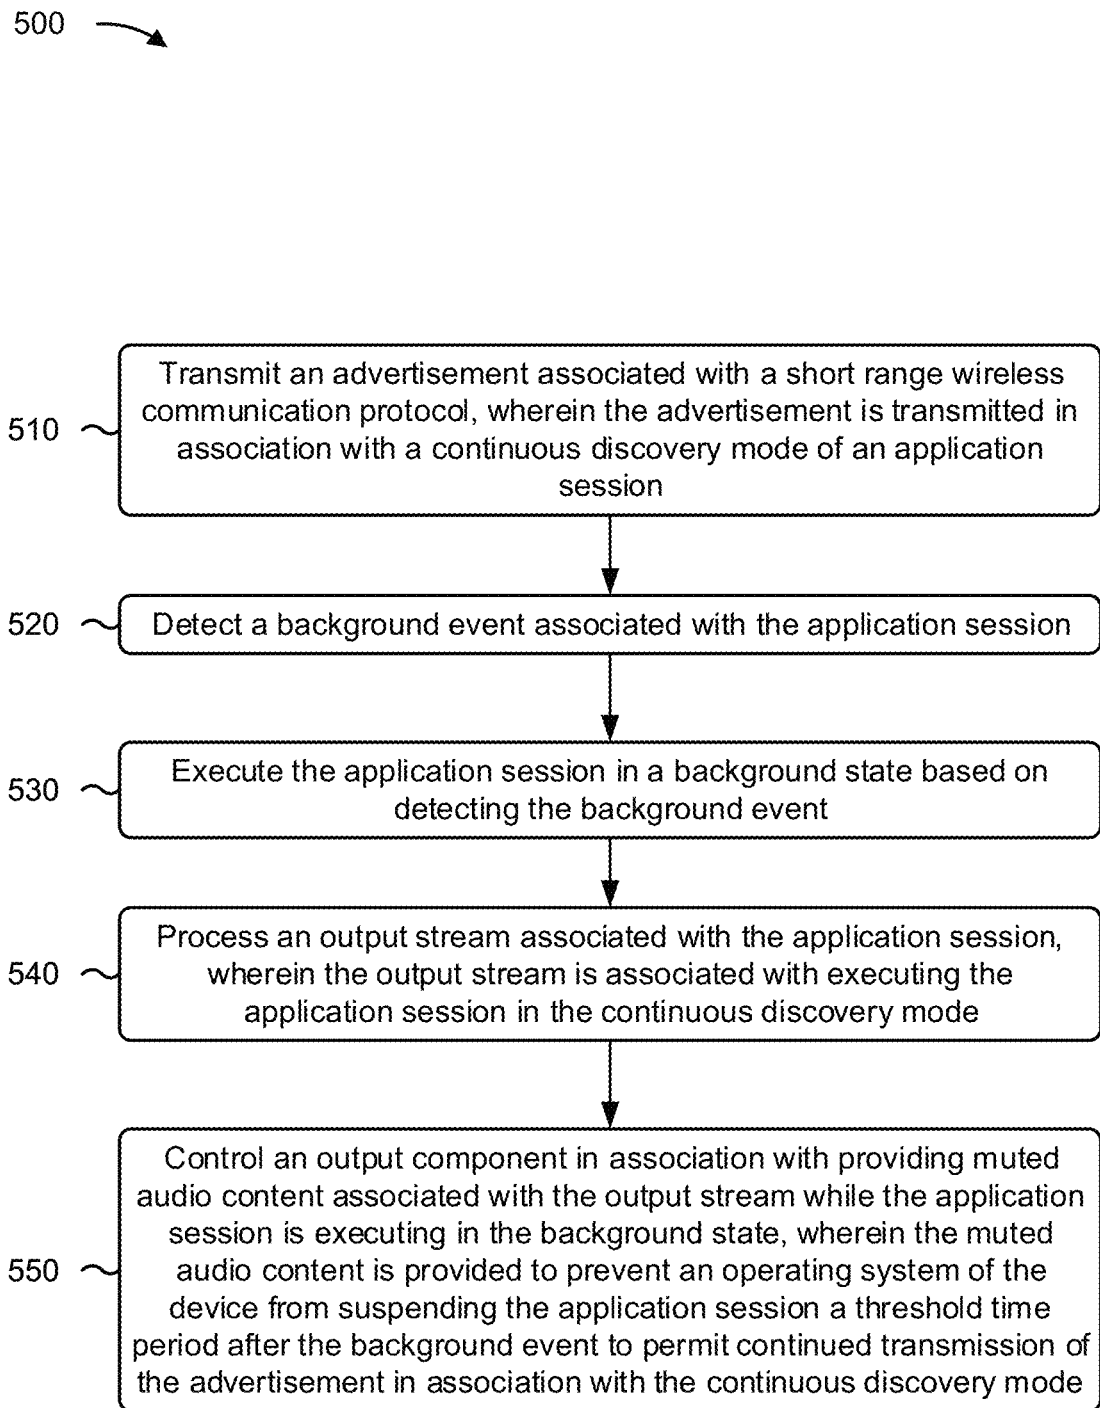 500
510
Transmit an advertisement associated with a short range wireless
communication protocol, wherein the advertisement is transmitted in
association with a continuous discovery mode of an application
session
520
Detect a background event associated with the application session
530
Execute the application session in a background state based on
detecting the background event
540
Process an output stream associated with the application session,
wherein the output stream is associated with executing the
application session in the continuous discovery mode
550
Control an output component in association with providing muted
audio content associated with the output stream while the application
session is executing in the background state, wherein the muted
audio content is provided to prevent an operating system of the
device from suspending the application session a threshold time
period after the background event to permit continued transmission of
the advertisement in association with the continuous discovery mode